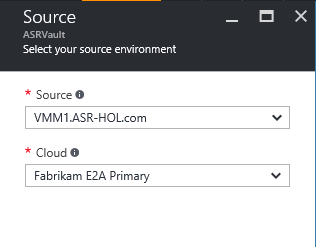 Source
ASRVault
Select your source environment
* Source
VMM1.ASR-HOL.com
* Cloud
Fabrikam E2A Primary